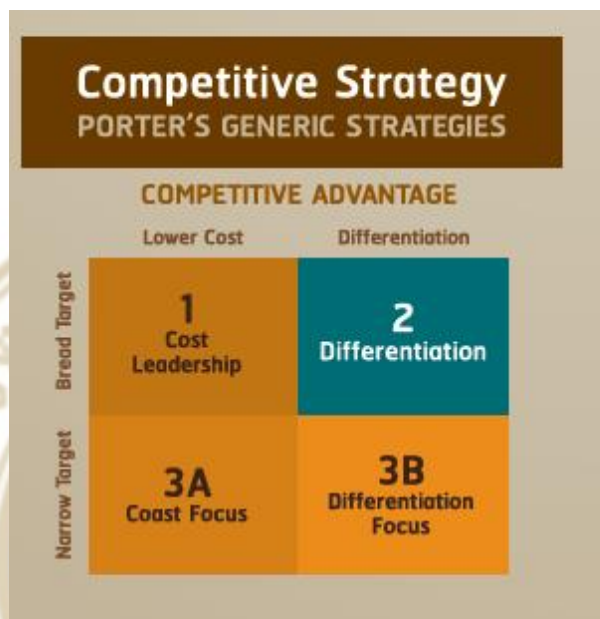 Competitive Strategy
PORTER'S GENERIC STRATEGIES
COMPETITIVE ADVANTAGE
Lower Cost
Differentiation
Bread Target
1
Cost
Leadership
2
Differentiation
Narrow Target
3A
Coast Focus
3B
Differentiation
Focus